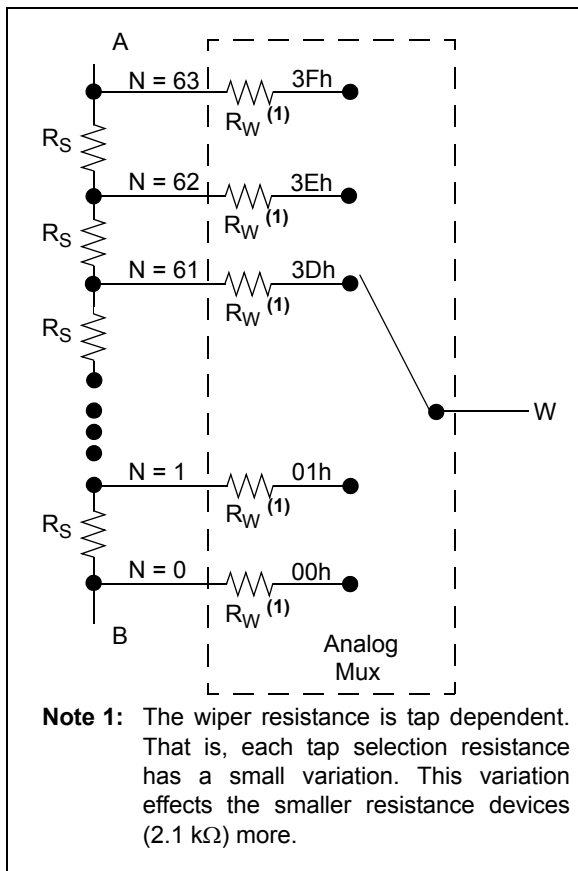 A
N = 63
3Fh
RW (1)
RS
N = 62
3Eh
RW (1)
RS
N = 61
3Dh
RW (1)
RS
W
N = 1
01h
RW (1)
RS
N = 0
00h
RW (1)
B
Analog
Mux
Note 1: The wiper resistance is tap dependent.
That is, each tap selection resistance
has a small variation. This variation
effects the smaller resistance devices
(2.1 kΩ) more.